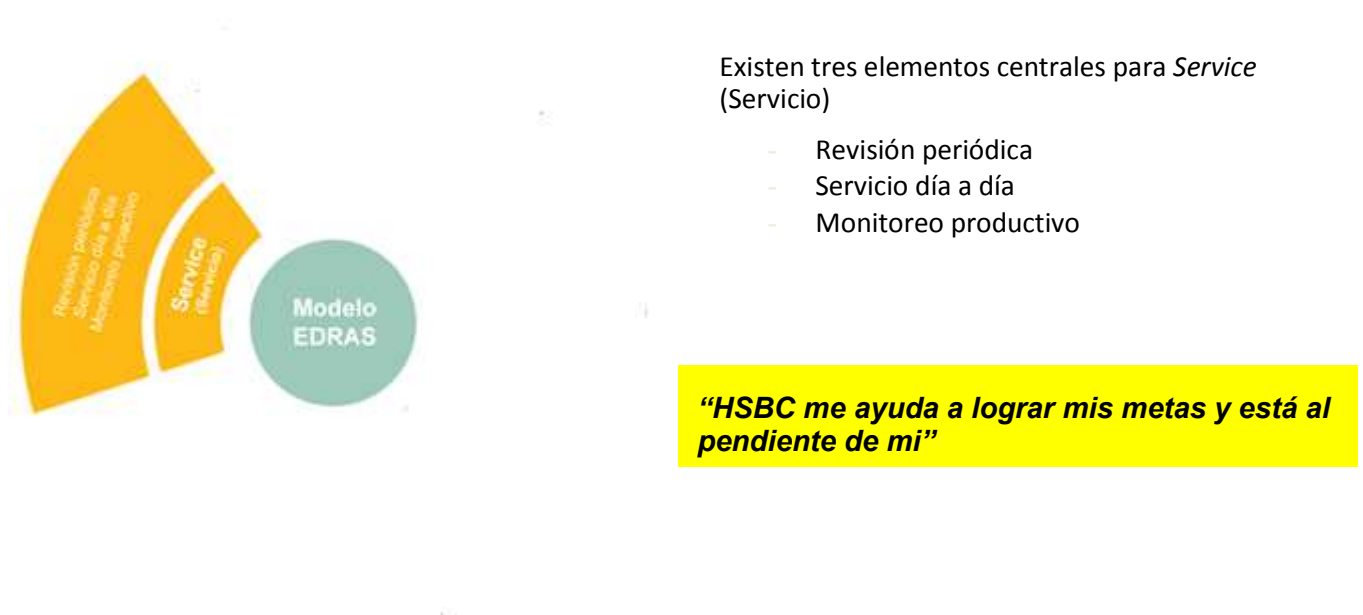 Revisión periódica
Servicio día a día
Monitoreo proactivo
Service
(Servicio)
Modelo
EDRAS
Existen tres elementos centrales para Service
(Servicio)
- Revisión periódica
- Servicio día a día
- Monitoreo productivo
“HSBC me ayuda a lograr mis metas y está al
pendiente de mi”